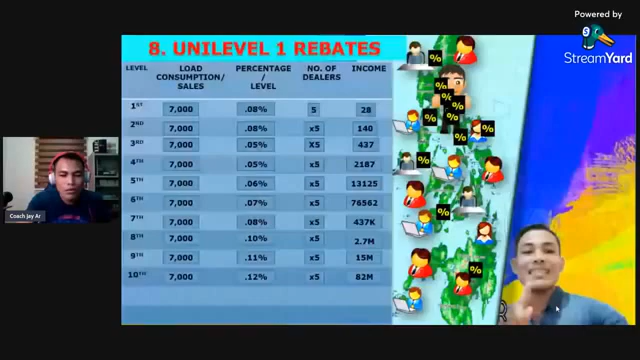 Powered by
StreamYard
8. UNILEVEL 1 REBATES
LEVEL LOAD CONSUMPTION/ SALES PERCENTAGE / LEVEL NO. OF DEALERS INCOME
1ST 7,000 .08% 5 28
2ND 7,000 .08% x5 140
3RD 7,000 .05% x5 437
4TH 7,000 .05% x5 2187
5TH 7,000 .06% x5 13125
6TH 7,000 .07% x5 76562
7TH 7,000 .08% x5 437K
8TH 7,000 .10% x5 2.7M
9TH 7,000 .11% x5 15M
10TH 7,000 .12% x5 82M
Coach Jay Ar